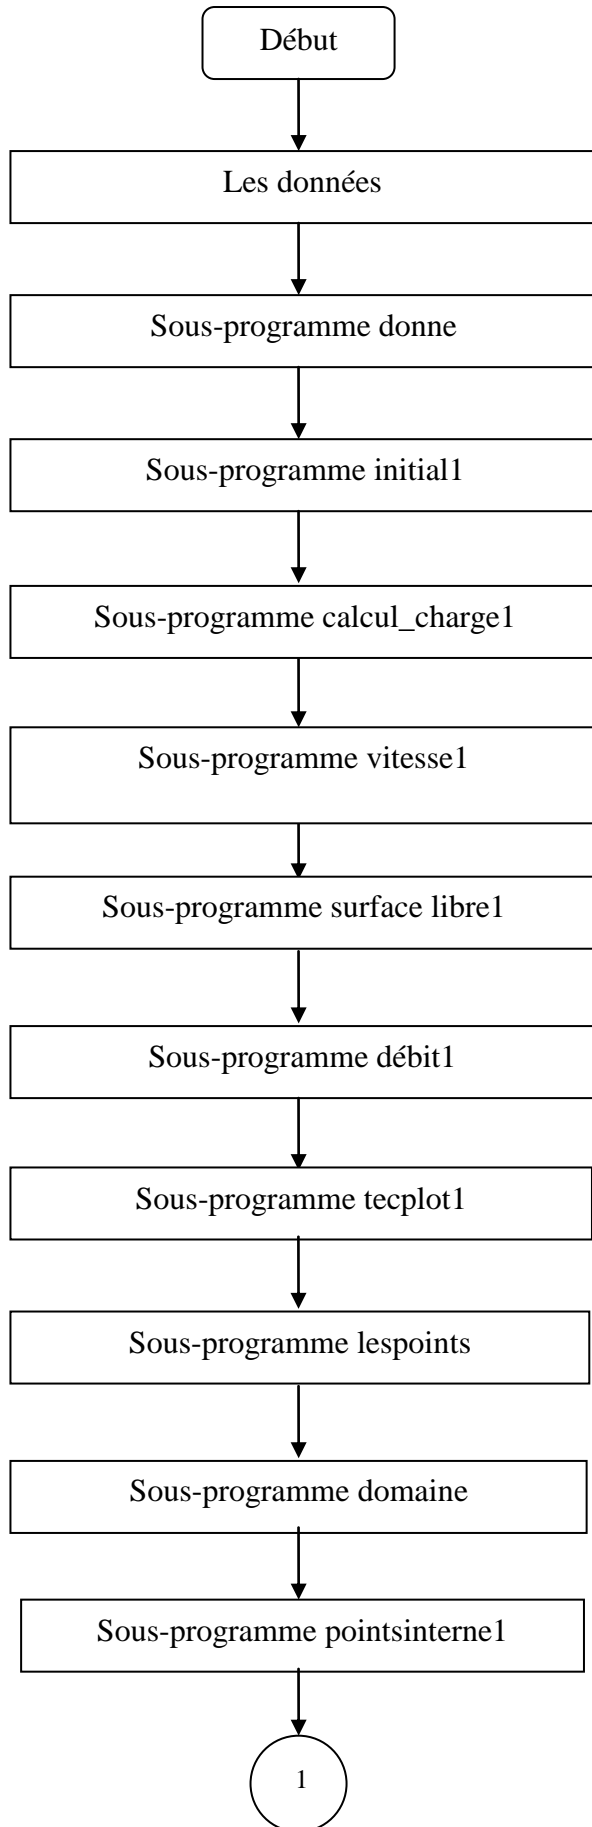 Début
Les données
Sous-programme donne
Sous-programme initial1
Sous-programme calcul_charge1
Sous-programme vitesse1
Sous-programme surface libre1
Sous-programme débit1
Sous-programme tecplot1
Sous-programme lespoints
Sous-programme domaine
Sous-programme pointsinterne1
1